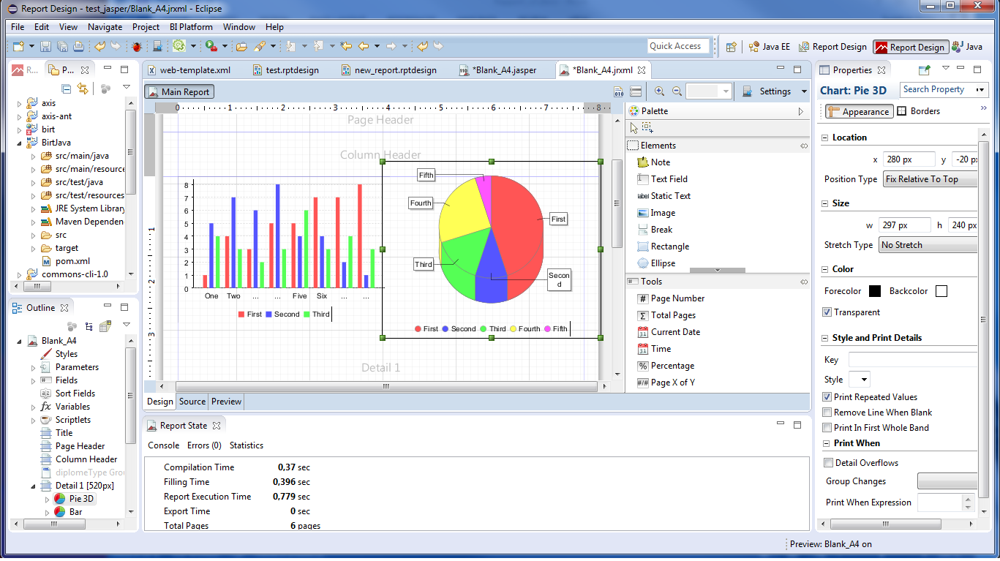 Report Design - test_jasper/Blank_A4.jrxml - Eclipse
File Edit View Navigate Project BI Platform Window Help
Quick Access
Java EE Report Design Report Design Java
R... P...
axis
axis-ant
birt
BirtJava
src/main/java
src/main/resource
src/test/java
src/test/resources
JRE System Library
Maven Dependen
src
target
pom.xml
commons-cli-1.0
Outline
Blank_A4
Styles
Parameters
Fields
Sort Fields
Variables
Scriptlets
Title
Page Header
Column Header
diplomeType Gro
Detail 1 [520px]
Pie 3D
Bar
web-template.xml test.rptdesign new_report.rptdesign *Blank_A4.jasper *Blank_A4.jrxml
Main Report
Settings
0 1 2 3 4 5 6 7 8
1
2
3
Page Header
Column Header
8
7
6
5
4
3
2
1
0
One Two ... ... Five Six ... ...
First Second Third
Fifth
Fourth
First
Third
Secon
d
First Second Third Fourth Fifth
Detail 1
Design Source Preview
Palette
Elements
Note
Text Field
label Static Text
Image
Break
Rectangle
Ellipse
Tools
# Page Number
Σ Total Pages
Current Date
Time
% Percentage
#/# Page X of Y
Report State
Console Errors (0) Statistics
Compilation Time 0,37 sec
Filling Time 0,396 sec
Report Execution Time 0,779 sec
Export Time 0 sec
Total Pages 6 pages
Properties
Chart: Pie 3D Search Property
Appearance Borders
Location
x 280 px y -20 p
Position Type Fix Relative To Top
Size
w 297 px h 240 px
Stretch Type No Stretch
Color
Forecolor Backcolor
Transparent
Style and Print Details
Key
Style
Print Repeated Values
Remove Line When Blank
Print In First Whole Band
Print When
Detail Overflows
Group Changes
Print When Expression
Preview: Blank_A4 on